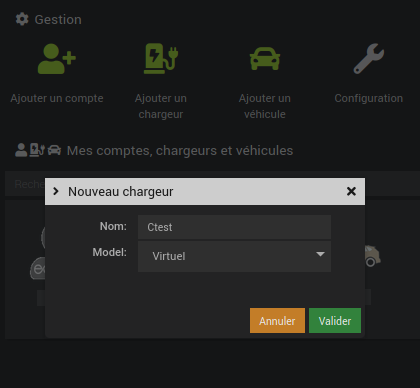 Gestion
Ajouter un compte
Ajouter un chargeur
Ajouter un véhicule
Configuration
Mes comptes, chargeurs et véhicules
Rech
Nouveau chargeur
Nom: Ctest
Model: Virtuel
Annuler Valider